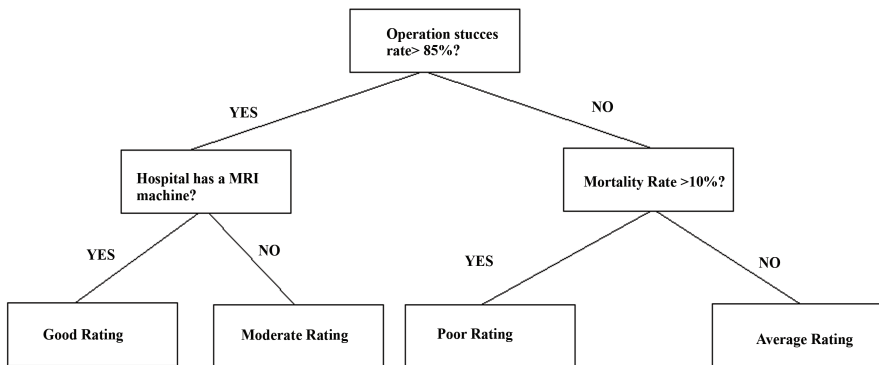 Operation stucces
rate> 85%?
YES
NO
Hospital has a MRI
machine?
Mortality Rate >10%?
YES
NO
YES
NO
Good Rating
Moderate Rating
Poor Rating
Average Rating